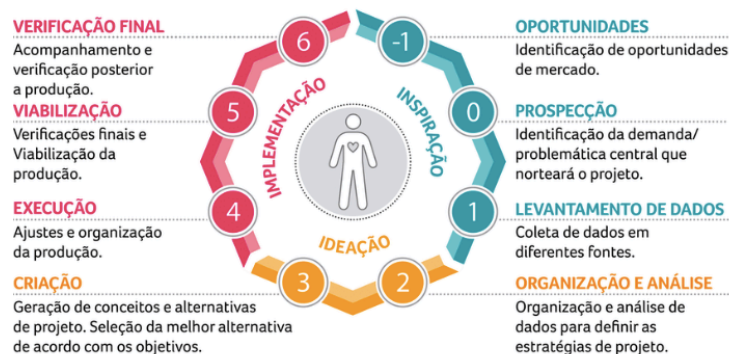 VERIFICAÇÃO FINAL
Acompanhamento e
verificação posterior
a produção.
VIABILIZAÇÃO
Verificações finais e
Viabilização da
produção.
EXECUÇÃO
Ajustes e organização
da produção.
CRIAÇÃO
Geração de conceitos e alternativas
de projeto. Seleção da melhor alternativa
de acordo com os objetivos.
6
5
4
3
IMPLEMENTAÇÃO
INSPIRAÇÃO
IDEAÇÃO
-1
0
1
2
OPORTUNIDADES
Identificação de oportunidades
de mercado.
PROSPECÇÃO
Identificação da demanda/
problemática central que
norteará o projeto.
LEVANTAMENTO DE DADOS
Coleta de dados em
diferentes fontes.
ORGANIZAÇÃO E ANÁLISE
Organização e análise de
dados para definir as
estratégias de projeto.